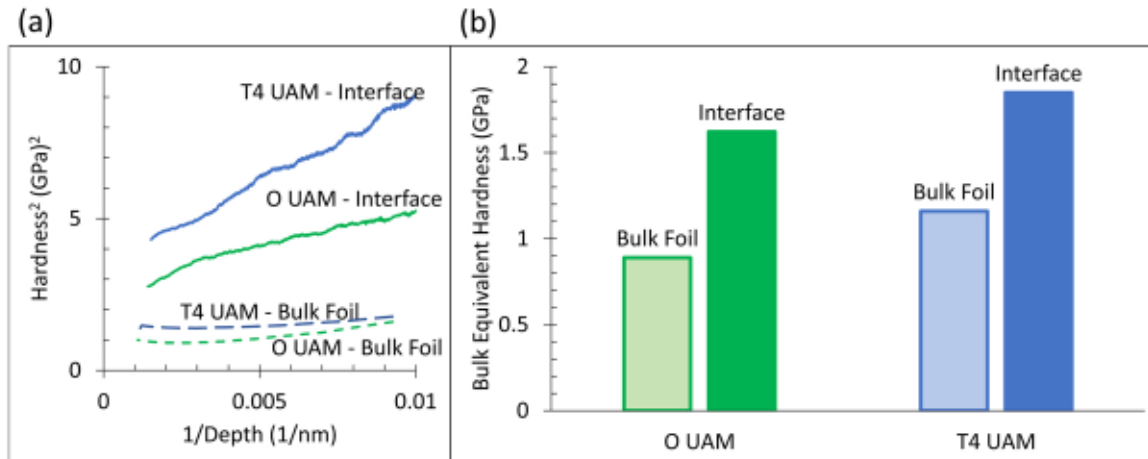 (a)
10
5
0
Hardness² (GPa)²
T4 UAM - Interface
O UAM - Interface
T4 UAM - Bulk Foil
O UAM - Bulk Foil
0
0.005
0.01
1/Depth (1/nm)
(b)
2
1.5
1
0.5
0
Bulk Equivalent Hardness (GPa)
Bulk Foil
Interface
Bulk Foil
Interface
O UAM
T4 UAM